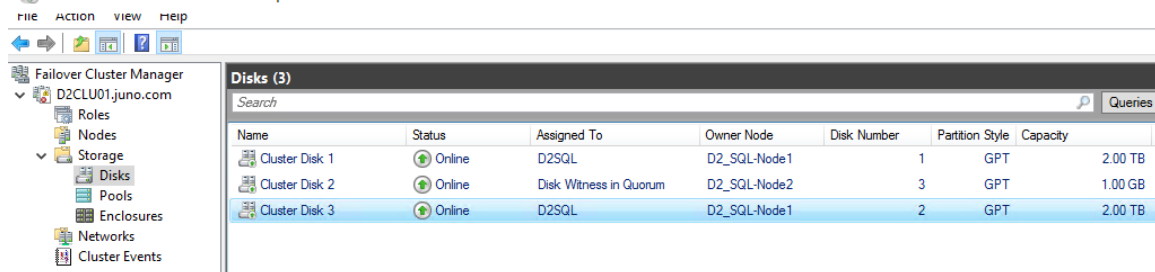 File Action View Help
Failover Cluster Manager
D2CLU01.juno.com
Roles
Nodes
Storage
Disks
Pools
Enclosures
Networks
Cluster Events
Disks (3)
Search
Queries
Name Status Assigned To Owner Node Disk Number Partition Style Capacity
Cluster Disk 1 Online D2SQL D2_SQL-Node1 1 GPT 2.00 TB
Cluster Disk 2 Online Disk Witness in Quorum D2_SQL-Node2 3 GPT 1.00 GB
Cluster Disk 3 Online D2SQL D2_SQL-Node1 2 GPT 2.00 TB